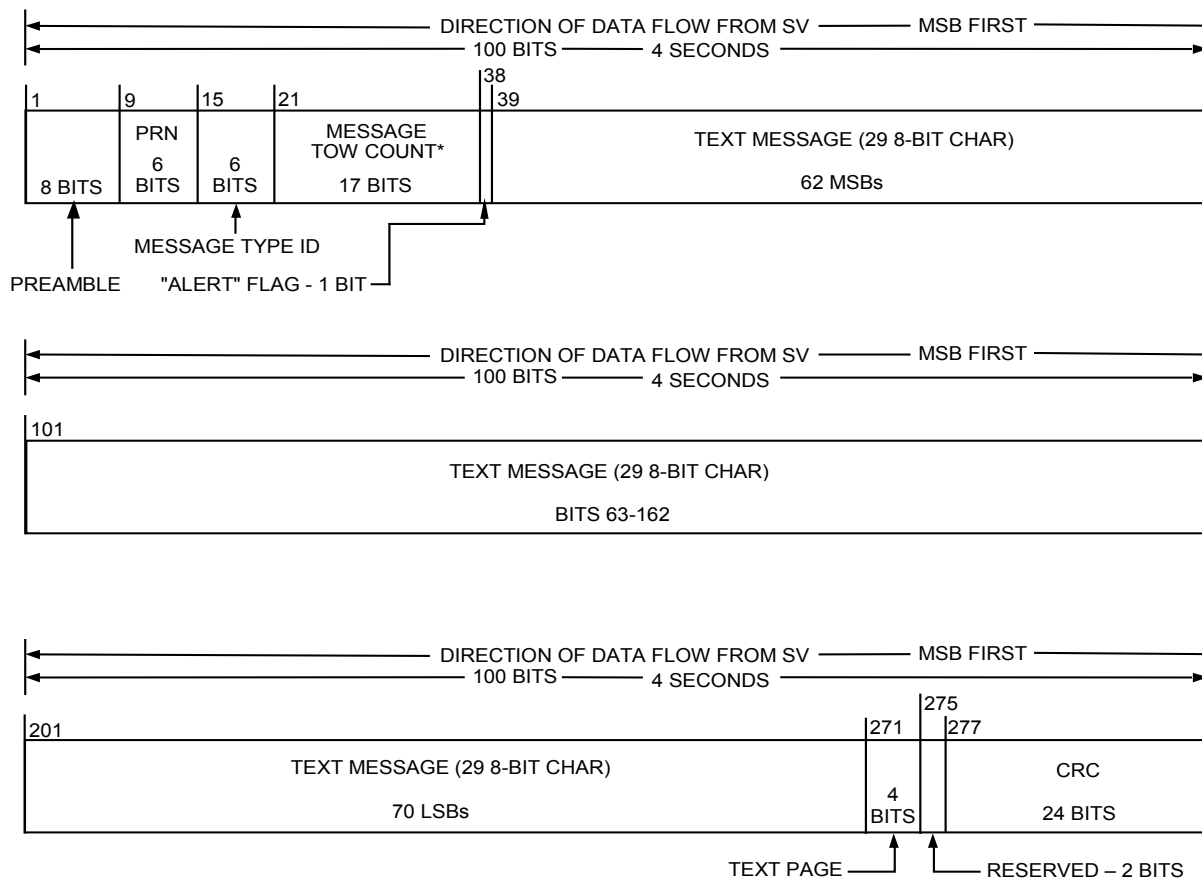 DIRECTION OF DATA FLOW FROM SV MSB FIRST
100 BITS 4 SECONDS
38
1 9 15 21 39
PRN
6
BITS
MESSAGE
TOW COUNT*
17 BITS
TEXT MESSAGE (29 8-BIT CHAR)
62 MSBs
8 BITS
6
BITS
MESSAGE TYPE ID
PREAMBLE
"ALERT" FLAG - 1 BIT
DIRECTION OF DATA FLOW FROM SV MSB FIRST
100 BITS 4 SECONDS
101
TEXT MESSAGE (29 8-BIT CHAR)
BITS 63-162
DIRECTION OF DATA FLOW FROM SV MSB FIRST
100 BITS 4 SECONDS
275
201 271 277
TEXT MESSAGE (29 8-BIT CHAR)
70 LSBs
4
BITS
CRC
24 BITS
TEXT PAGE
RESERVED – 2 BITS